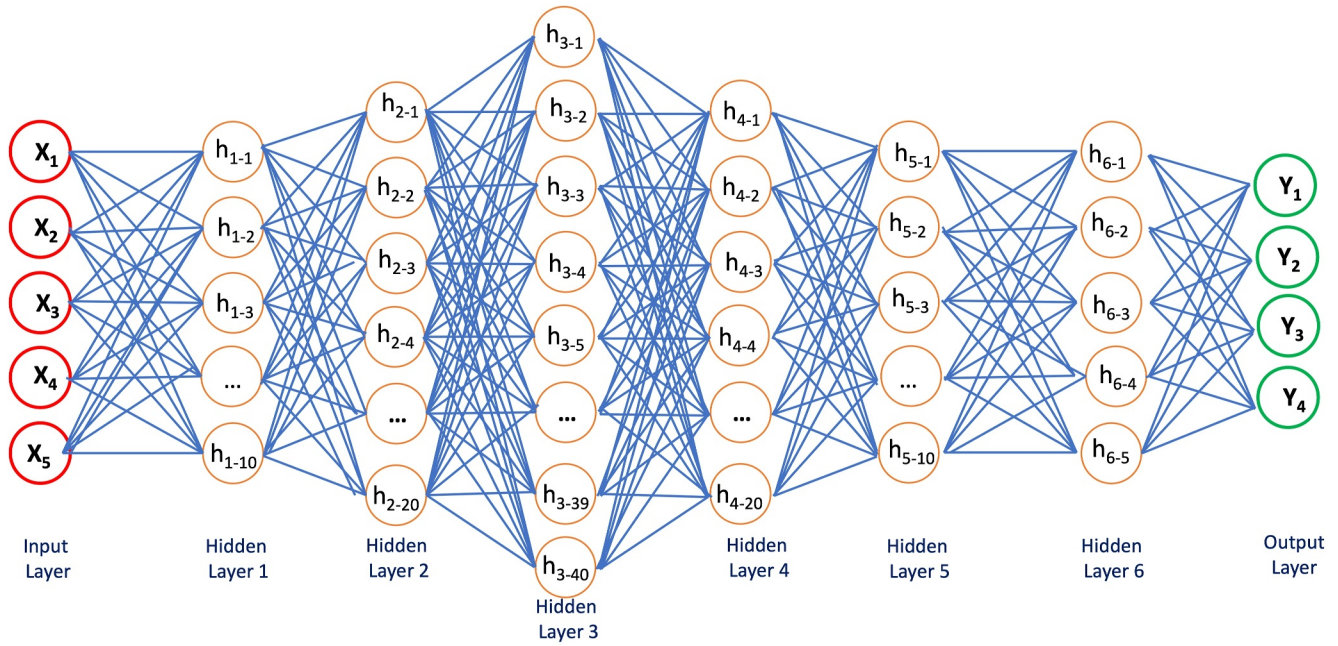 X1
X2
X3
X4
X5
Input
Layer
h1-1
h1-2
h1-3
...
h1-10
Hidden
Layer 1
h2-1
h2-2
h2-3
h2-4
...
h2-20
Hidden
Layer 2
h3-1
h3-2
h3-3
h3-4
h3-5
...
h3-39
h3-40
Hidden
Layer 3
h4-1
h4-2
h4-3
h4-4
...
h4-20
Hidden
Layer 4
h5-1
h5-2
h5-3
...
h5-10
Hidden
Layer 5
h6-1
h6-2
h6-3
h6-4
h6-5
Hidden
Layer 6
Y1
Y2
Y3
Y4
Output
Layer